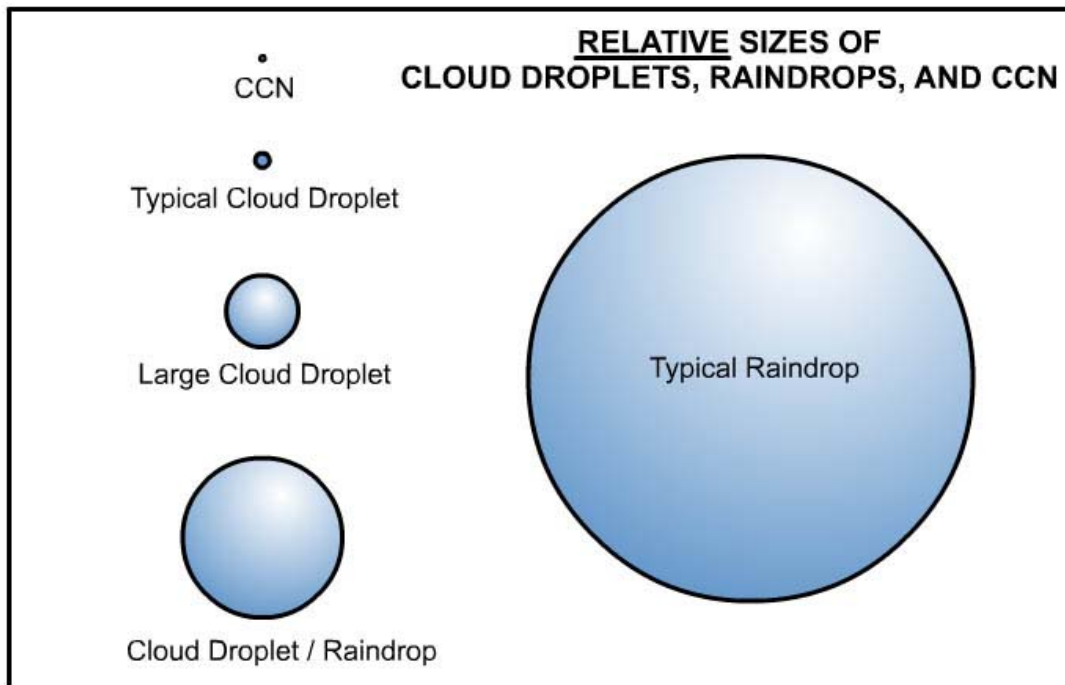 RELATIVE SIZES OF
CLOUD DROPLETS, RAINDROPS, AND CCN
CCN
Typical Cloud Droplet
Large Cloud Droplet
Cloud Droplet / Raindrop
Typical Raindrop